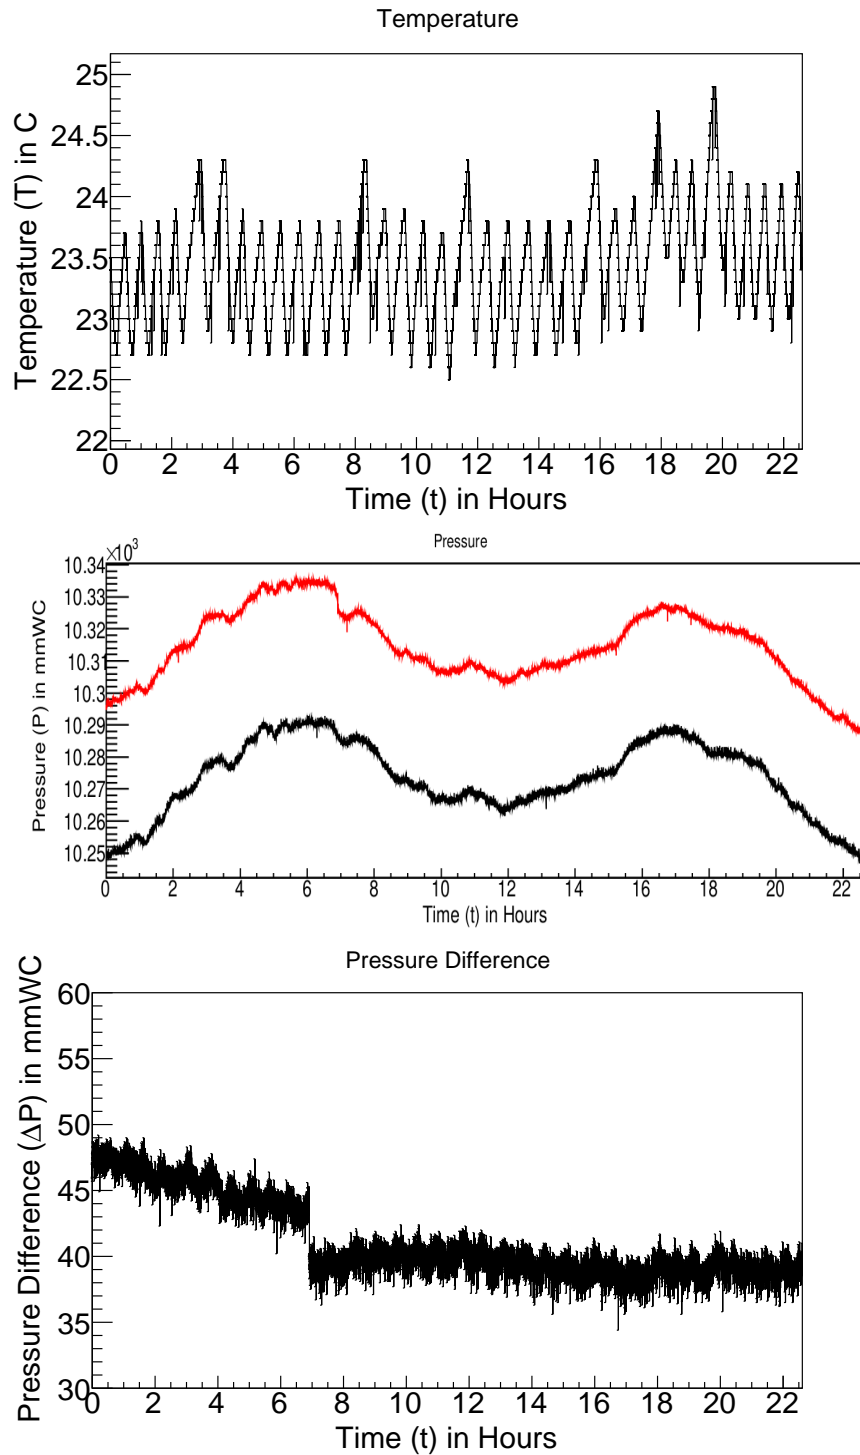 Temperature
Temperature (T) in C
25
24.5
24
23.5
23
22.5
22
0 2 4 6 8 10 12 14 16 18 20 22
Time (t) in Hours
Pressure
×10³
Pressure (P) in mmWC
10.34
10.33
10.32
10.31
10.3
10.29
10.28
10.27
10.26
10.25
0 2 4 6 8 10 12 14 16 18 20 22
Time (t) in Hours
Pressure Difference
Pressure Difference (ΔP) in mmWC
60
55
50
45
40
35
30
0 2 4 6 8 10 12 14 16 18 20 22
Time (t) in Hours